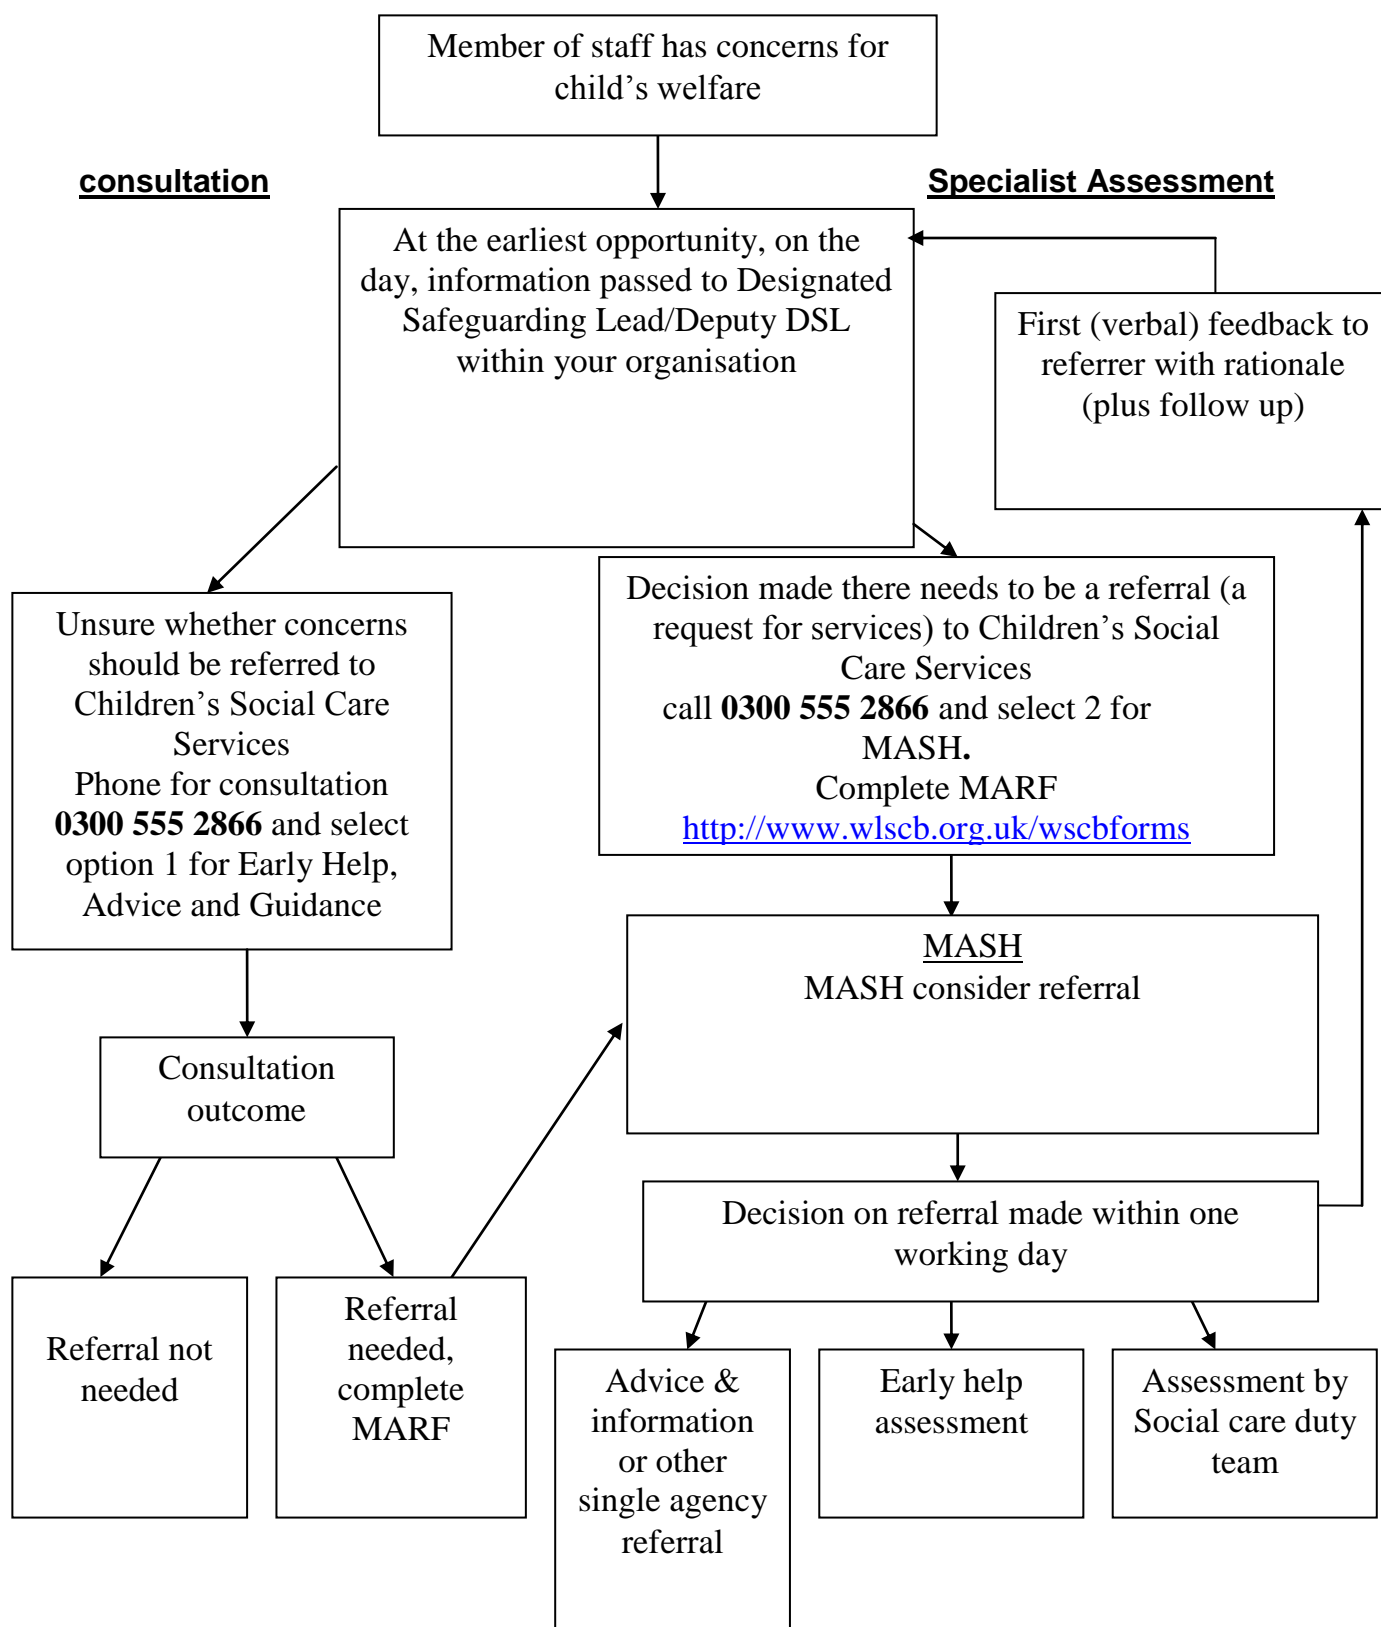 Member of staff has concerns for
child’s welfare
consultation
Specialist Assessment
At the earliest opportunity, on the
day, information passed to Designated
Safeguarding Lead/Deputy DSL
within your organisation
First (verbal) feedback to
referrer with rationale
(plus follow up)
Unsure whether concerns
should be referred to
Children’s Social Care
Services
Phone for consultation
0300 555 2866 and select
option 1 for Early Help,
Advice and Guidance
Decision made there needs to be a referral (a
request for services) to Children’s Social
Care Services
call 0300 555 2866 and select 2 for
MASH.
Complete MARF
http://www.wlscb.org.uk/wscbforms
MASH
MASH consider referral
Consultation
outcome
Decision on referral made within one
working day
Referral not
needed
Referral
needed,
complete
MARF
Advice &
information
or other
single agency
referral
Early help
assessment
Assessment by
Social care duty
team